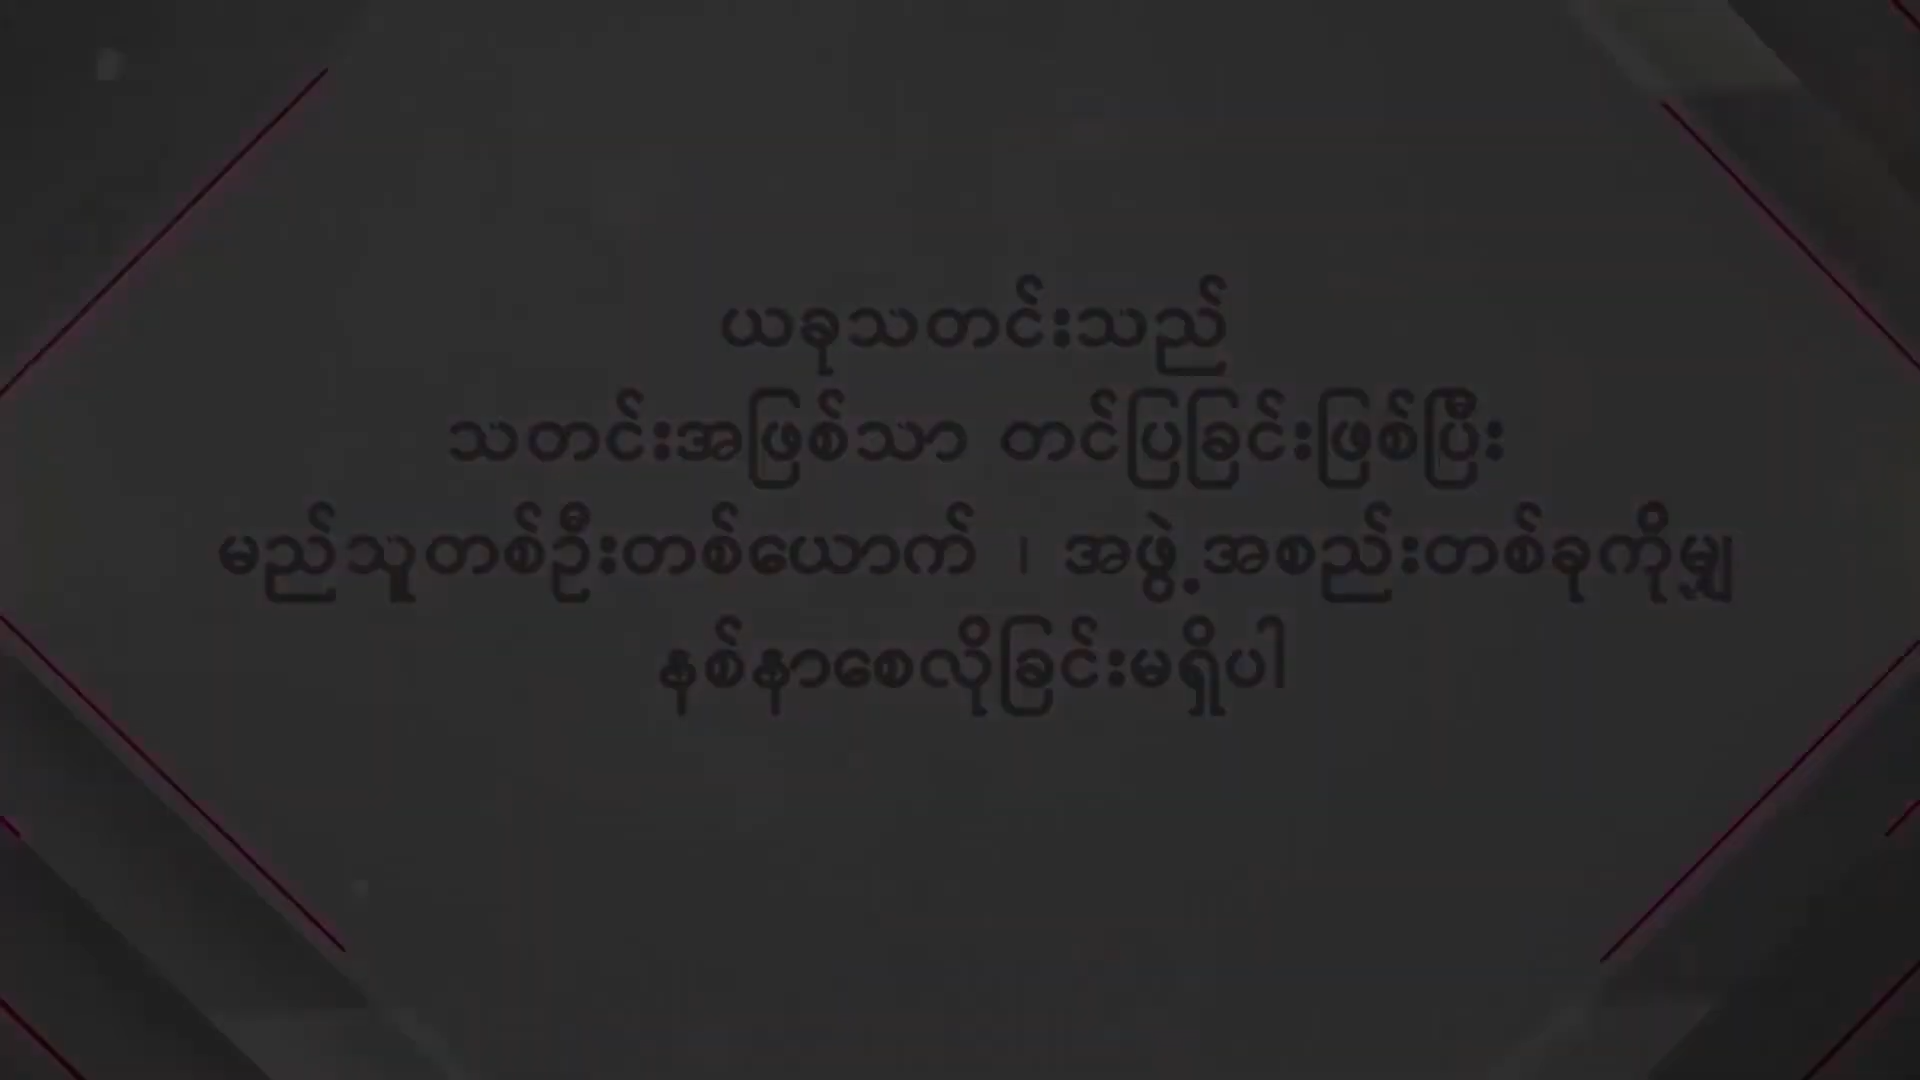 ယခုသတင်းသည်
သတင်းအဖြစ်သာ တင်ပြခြင်းဖြစ်ပြီး
မည်သူတစ်ဦးတစ်ယောက် ၊ အဖွဲ့အစည်းတစ်ခုကိုမျှ
နစ်နာစေလိုခြင်းမရှိပါ